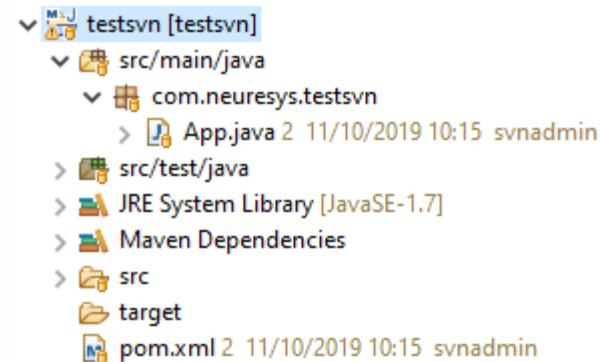 testsvn [testsvn]
src/main/java
com.neuresys.testsvn
App.java 2 11/10/2019 10:15 svnadmin
src/test/java
JRE System Library [JavaSE-1.7]
Maven Dependencies
src
target
pom.xml 2 11/10/2019 10:15 svnadmin